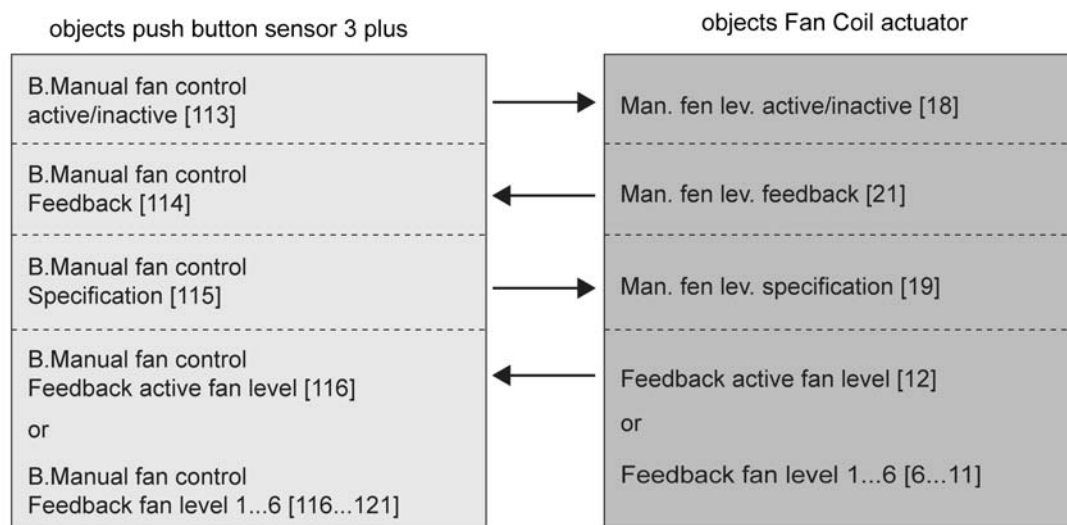 objects push button sensor 3 plus
objects Fan Coil actuator
B.Manual fan control
active/inactive [113]
Man. fen lev. active/inactive [18]
B.Manual fan control
Feedback [114]
Man. fen lev. feedback [21]
B.Manual fan control
Specification [115]
Man. fen lev. specification [19]
B.Manual fan control
Feedback active fan level [116]
or
B.Manual fan control
Feedback fan level 1...6 [116...121]
Feedback active fan level [12]
or
Feedback fan level 1...6 [6...11]